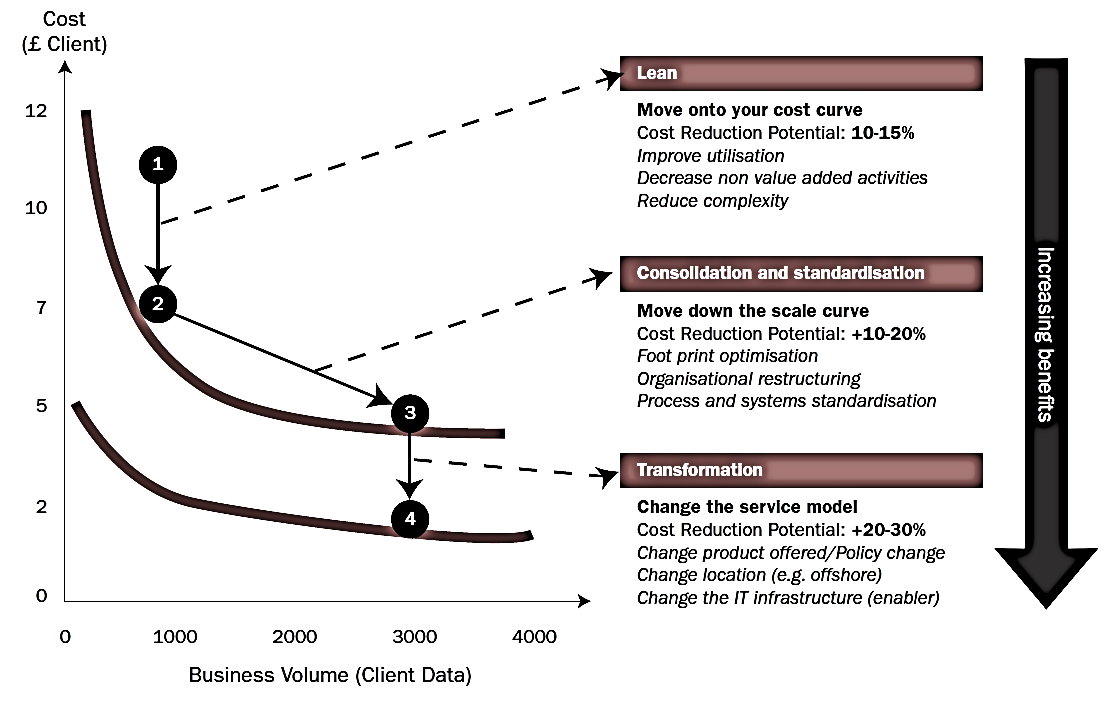 Cost
(£ Client)
12
10
7
5
2
0
0
1000
2000
3000
4000
Business Volume (Client Data)
1
2
3
4
Lean
Move onto your cost curve
Cost Reduction Potential: 10-15%
Improve utilisation
Decrease non value added activities
Reduce complexity
Consolidation and standardisation
Move down the scale curve
Cost Reduction Potential: +10-20%
Foot print optimisation
Organisational restructuring
Process and systems standardisation
Transformation
Change the service model
Cost Reduction Potential: +20-30%
Change product offered/Policy change
Change location (e.g. offshore)
Change the IT infrastructure (enabler)
Increasing benefits